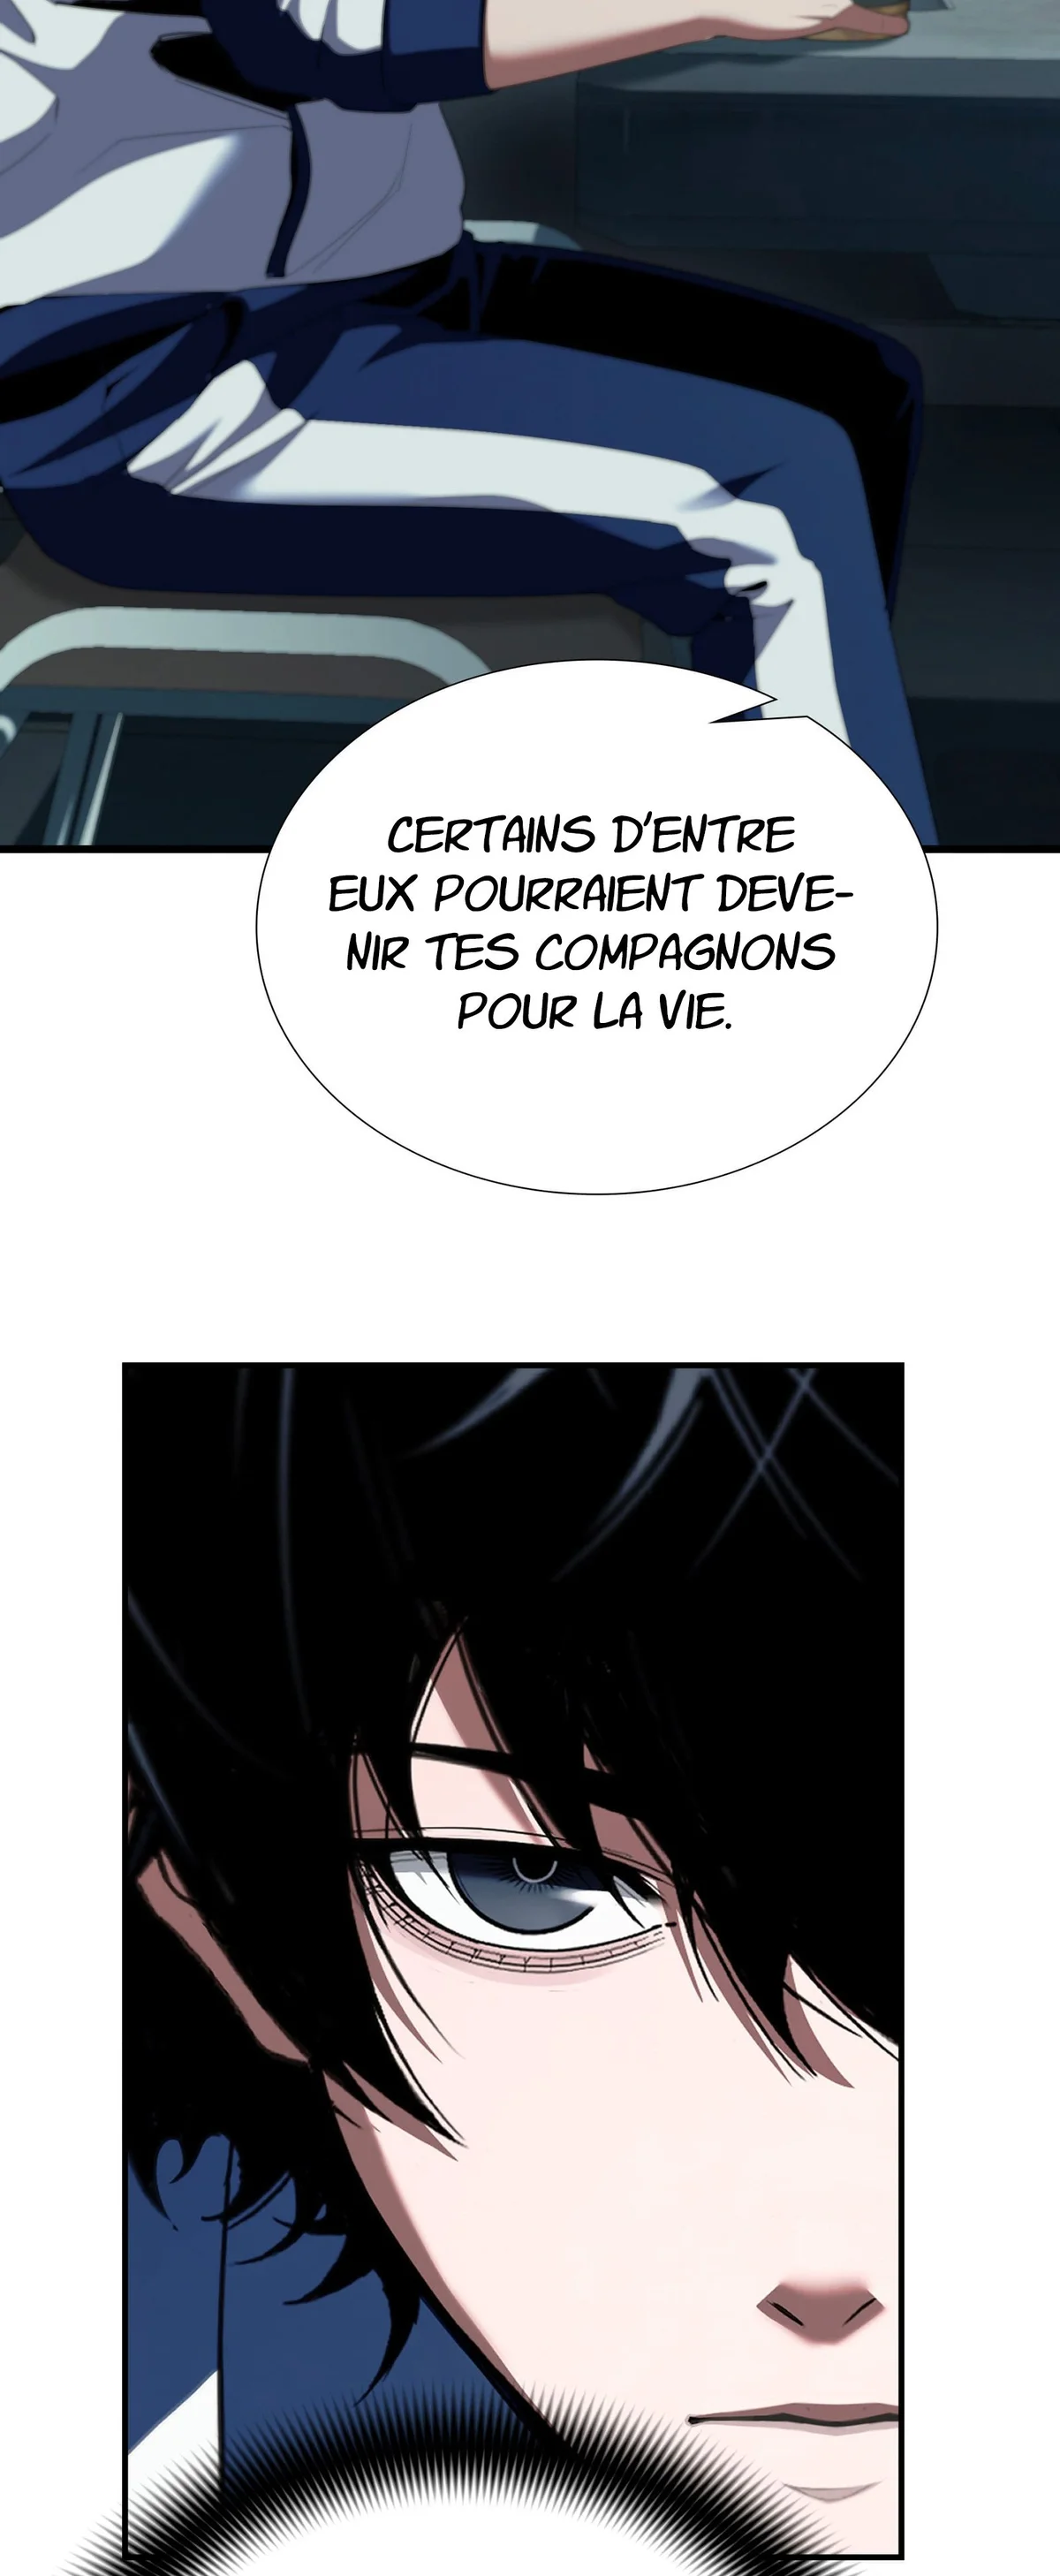 CERTAINS D'ENTRE
EUX POURRAIENT DEVE-
NIR TES COMPAGNONS
POUR LA VIE.